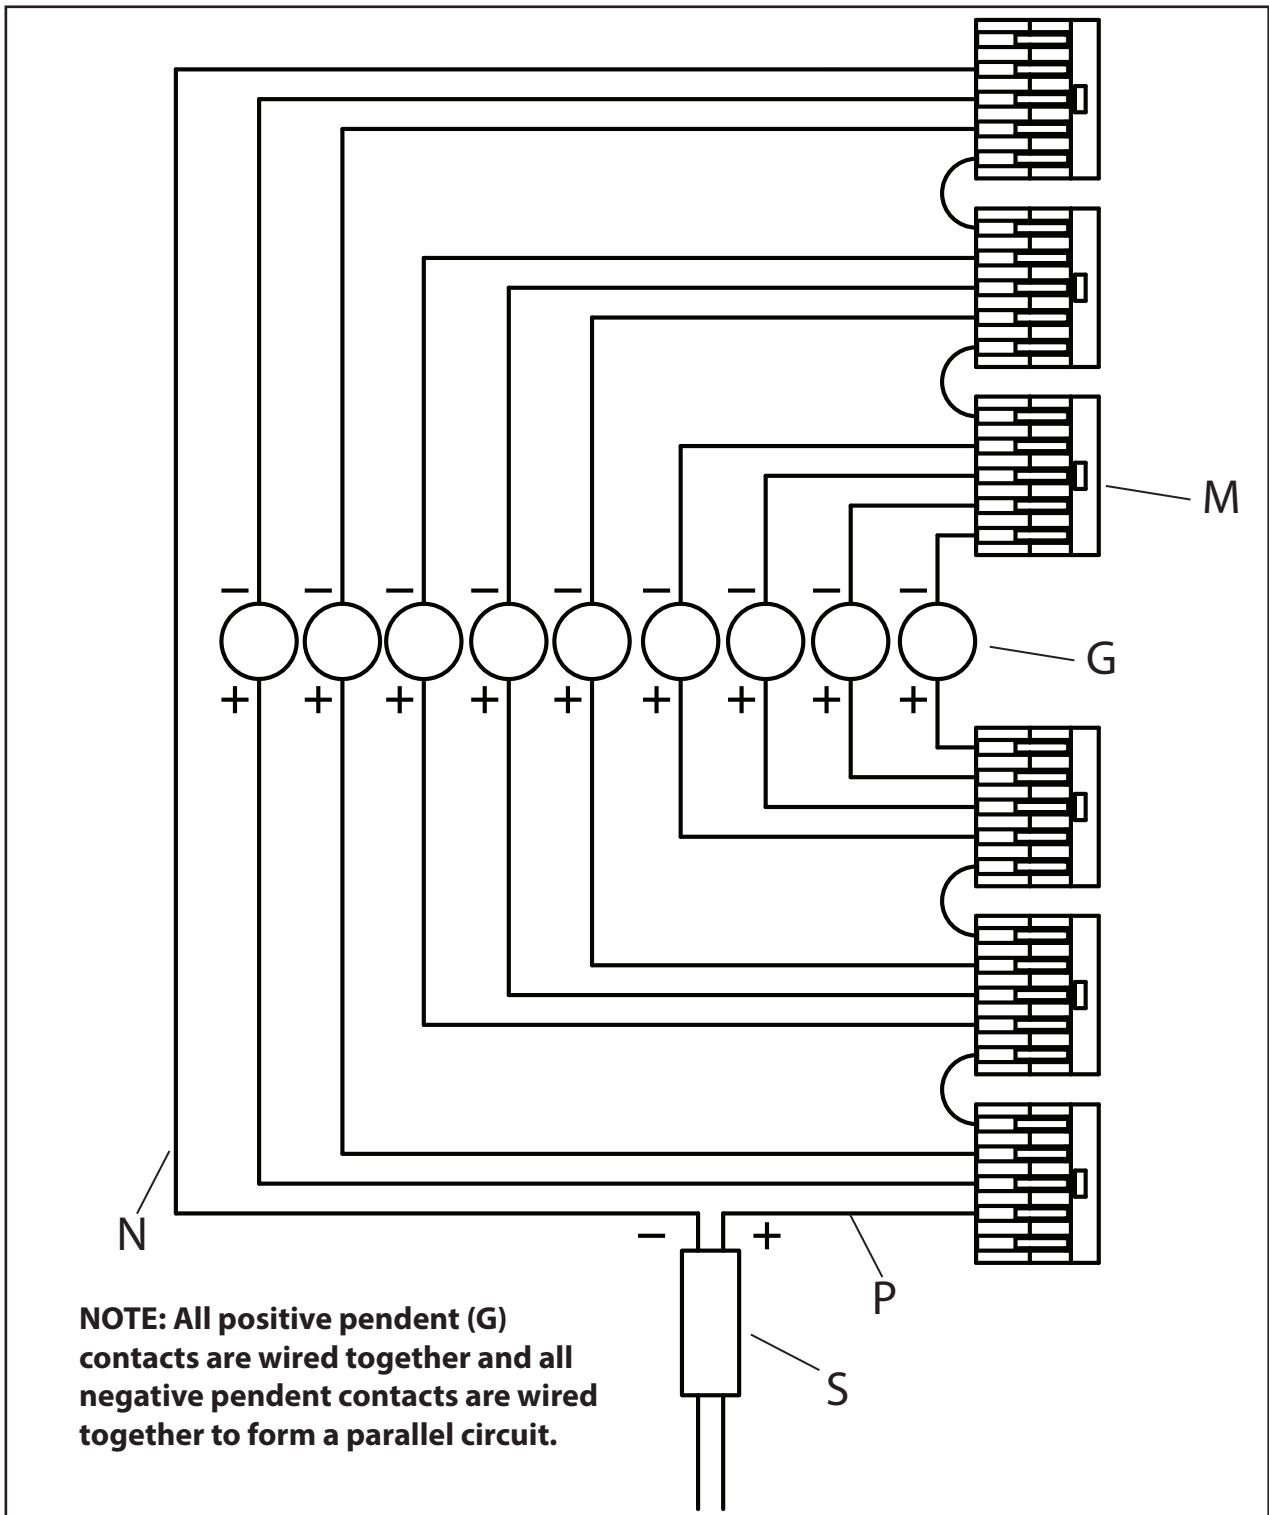 M
− − − − − − − − −
G
+ + + + + + + + +
N
− +
P
S
NOTE: All positive pendent (G)
contacts are wired together and all
negative pendent contacts are wired
together to form a parallel circuit.